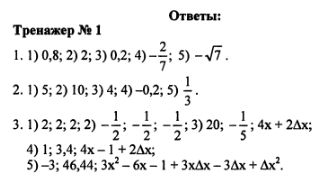 Ответы:
Тренажер № 1
1. 1) 0,8; 2) 2; 3) 0,2; 4) –2/7; 5) –√7 .
2. 1) 5; 2) 10; 3) 4; 4) –0,2; 5) 1/3 .
3. 1) 2; 2; 2; 2) –1/2; –1/2; –1/2; 3) 20; –1/5; 4x + 2Δx;
4) 1; 3,4; 4x – 1 + 2Δx;
5) –3; 46,44; 3x² – 6x – 1 + 3xΔx – 3Δx + Δx².